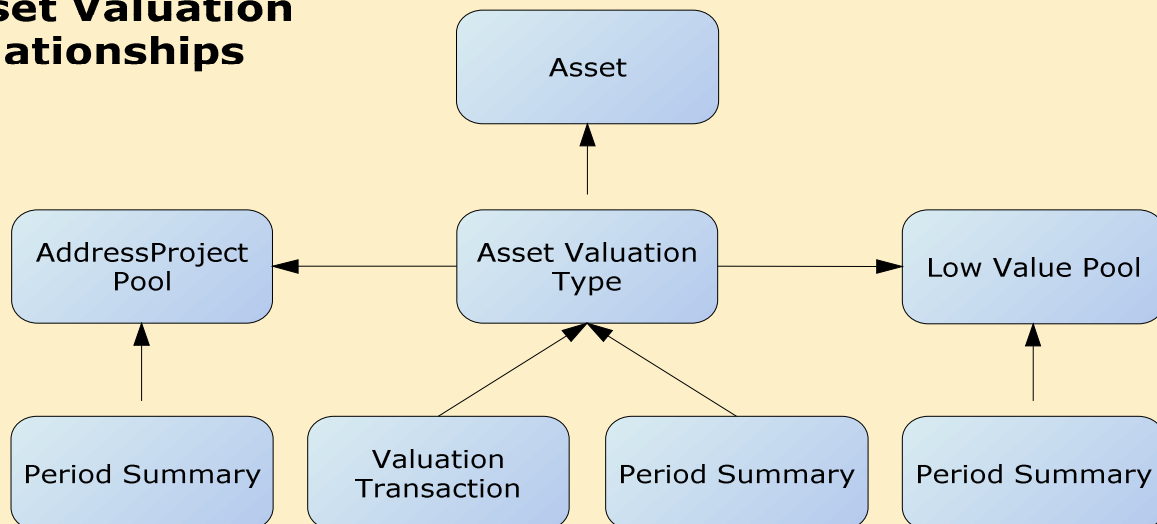 set Valuation
ationships
Asset
AddressProject
Pool
Asset Valuation
Type
Low Value Pool
Period Summary
Valuation
Transaction
Period Summary
Period Summary